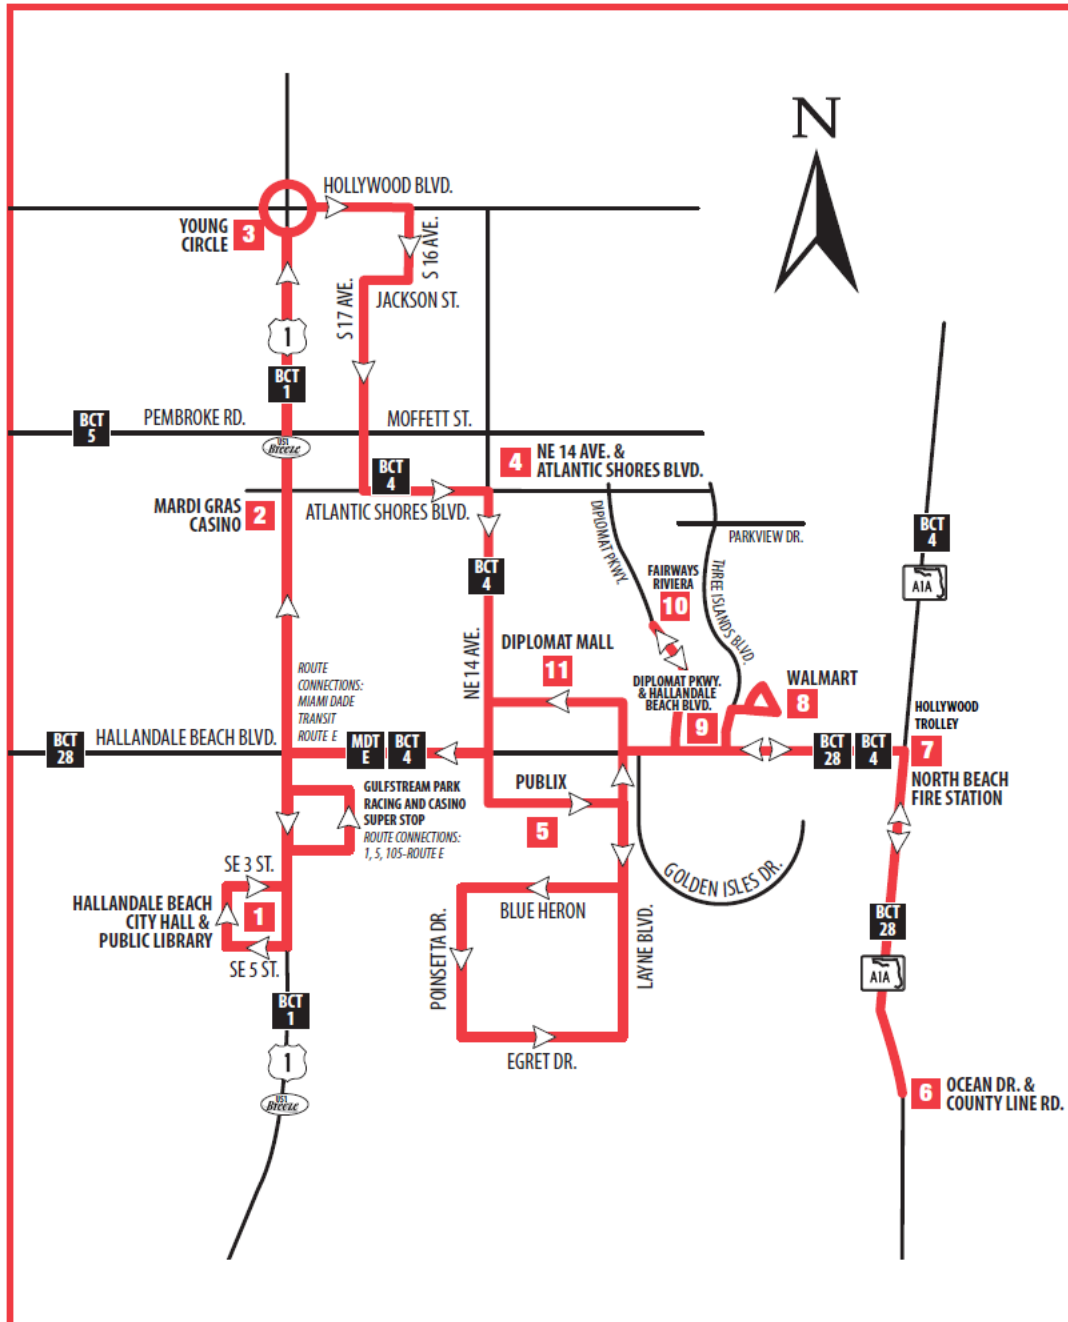 N
HOLLYWOOD BLVD.
YOUNG
CIRCLE
3
S 16 AVE.
S 17 AVE.
JACKSON ST.
1
BCT
1
BCT
5
PEMBROKE RD.
MOFFETT ST.
US1
Breeze
4
NE 14 AVE. &
ATLANTIC SHORES BLVD.
BCT
4
MARDI GRAS
CASINO
2
ATLANTIC SHORES BLVD.
DIPLOMAT PKWY.
PARKVIEW DR.
BCT
4
A1A
BCT
4
THREE ISLANDS BLVD.
FAIRWAYS
RIVIERA
10
NE 14 AVE.
DIPLOMAT MALL
11
ROUTE
CONNECTIONS:
MIAMI DADE
TRANSIT
ROUTE E
DIPLOMAT PKWY.
& HALLANDALE
BEACH BLVD.
9
WALMART
8
HOLLYWOOD
TROLLEY
7
NORTH BEACH
FIRE STATION
BCT
28
HALLANDALE BEACH BLVD.
MDT
E
BCT
4
BCT
28
BCT
4
GULFSTREAM PARK
RACING AND CASINO
SUPER STOP
ROUTE CONNECTIONS:
1, 5, 105-ROUTE E
PUBLIX
5
GOLDEN ISLES DR.
SE 3 ST.
HALLANDALE BEACH
CITY HALL &
PUBLIC LIBRARY
1
SE 5 ST.
BLUE HERON
POINSETTA DR.
LAYNE BLVD.
EGRET DR.
BCT
28
A1A
BCT
1
1
US1
Breeze
6
OCEAN DR. &
COUNTY LINE RD.